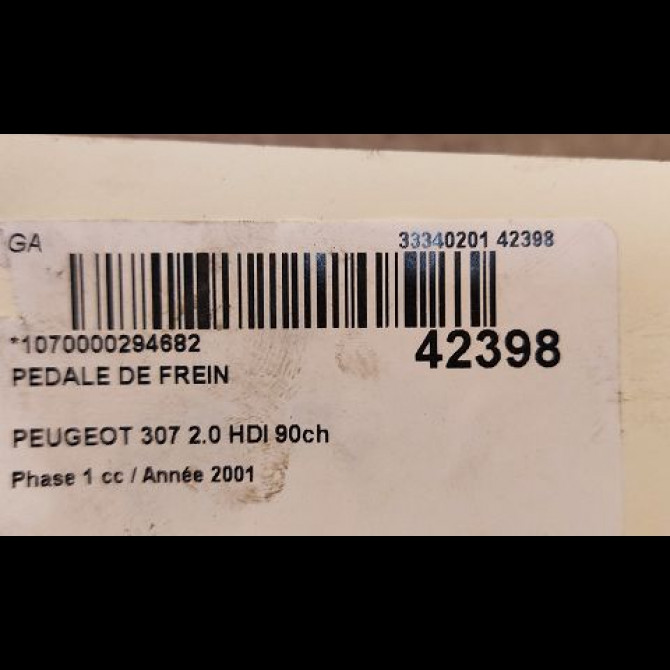 GA 33340201 42398
*1070000294682 42398
PEDALE DE FREIN
PEUGEOT 307 2.0 HDI 90ch
Phase 1 cc / Année 2001